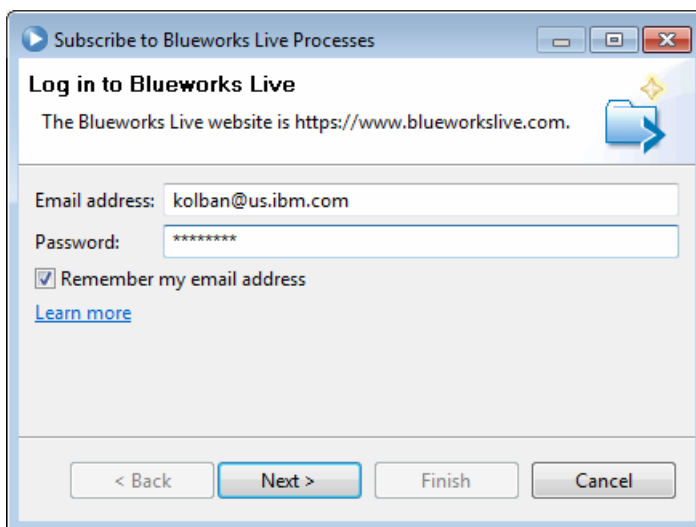 Subscribe to Blueworks Live Processes
Log in to Blueworks Live
The Blueworks Live website is https://www.blueworkslive.com.
Email address: kolban@us.ibm.com
Password: ********
Remember my email address
Learn more
< Back Next > Finish Cancel